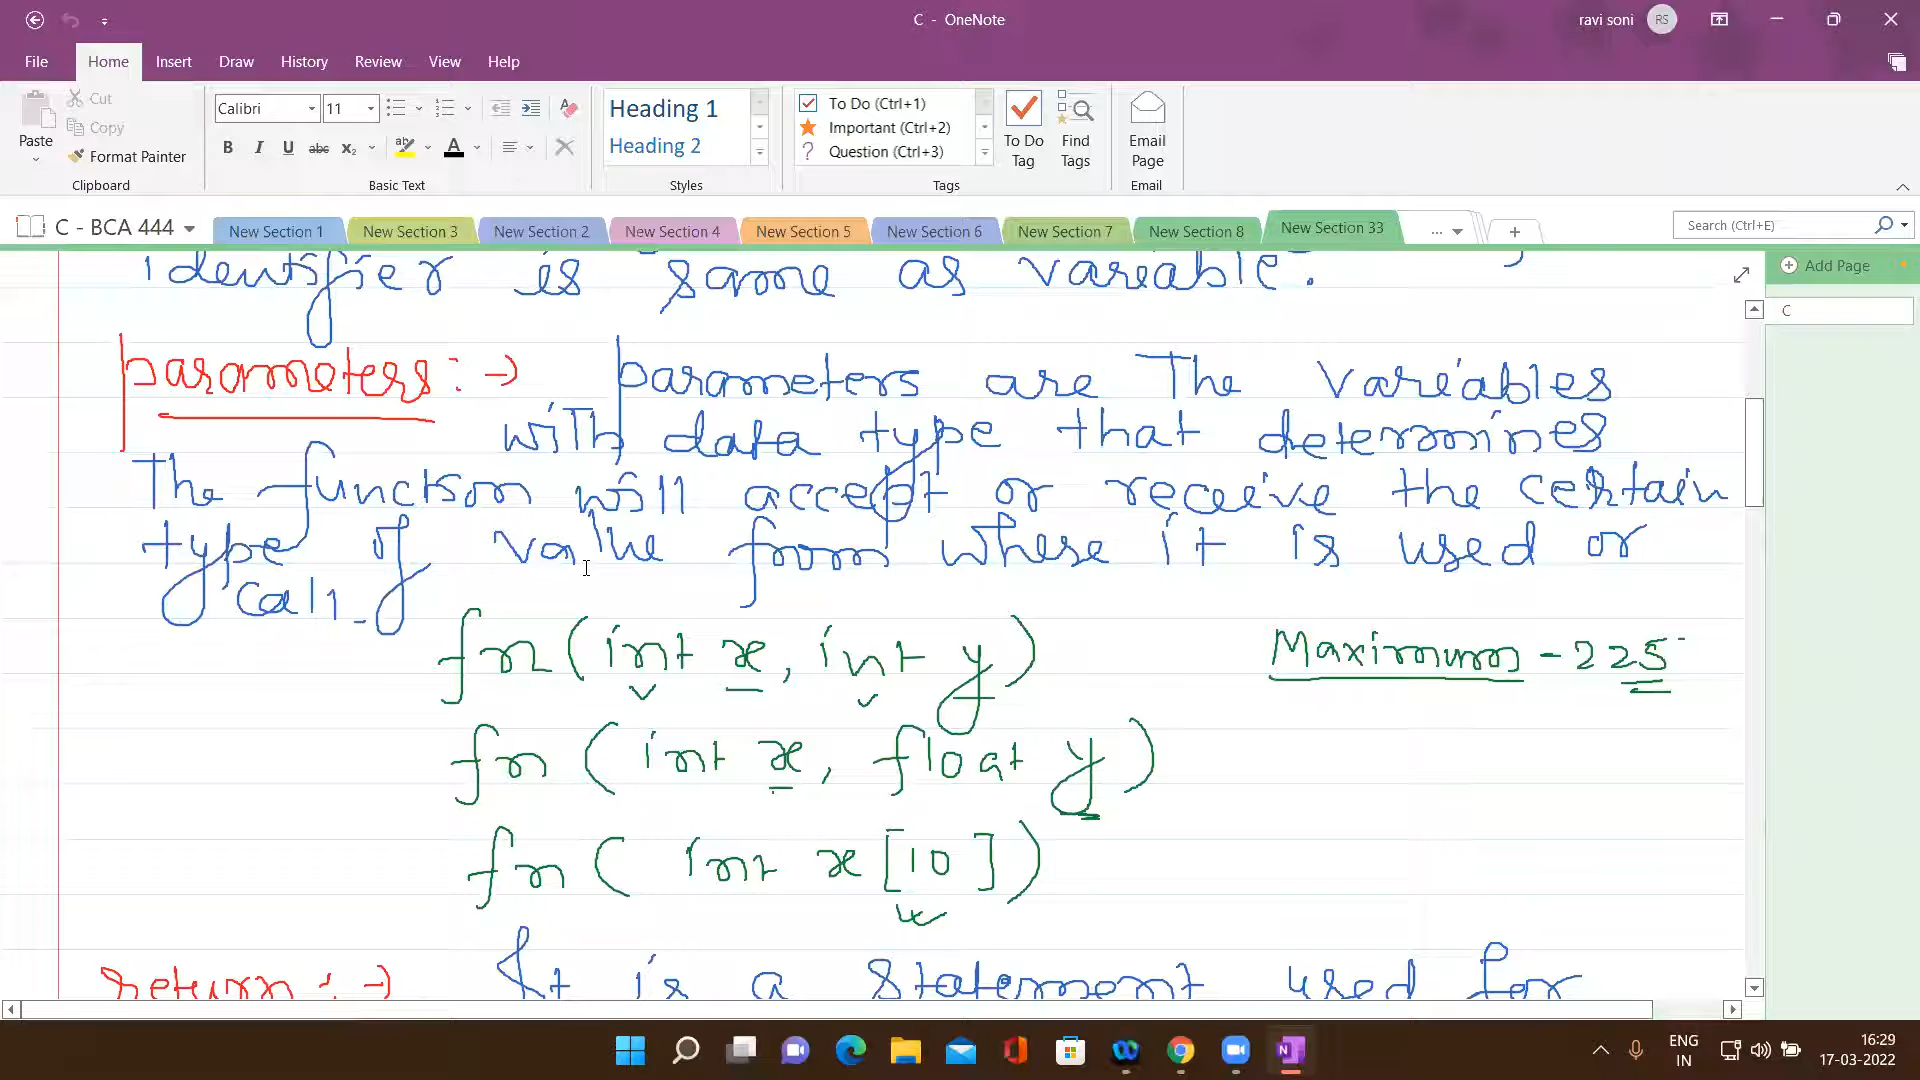 C - OneNote
ravi soni
RS
File Home Insert Draw History Review View Help
Paste
Cut
Copy
Format Painter
Clipboard
Calibri 11
B I U abc x₂ ab A
Basic Text
Heading 1
Heading 2
Styles
To Do (Ctrl+1)
Important (Ctrl+2)
Question (Ctrl+3)
To Do Tag
Find Tags
Tags
Email Page
Email
C - BCA 444
New Section 1 New Section 3 New Section 2 New Section 4 New Section 5 New Section 6 New Section 7 New Section 8 New Section 33 ...
Search (Ctrl+E)
Add Page
C
identifier is same as variable.
parameters :-> parameters are The variables
with data type that determines
The function will accept or receive the certain
type of value from where it is used or
call.
fn (int x, int y)
Maximum - 225
fn ( int x, float y )
fn ( int x [10] )
return :-> It is a statement used for
ENG
IN
16:29
17-03-2022